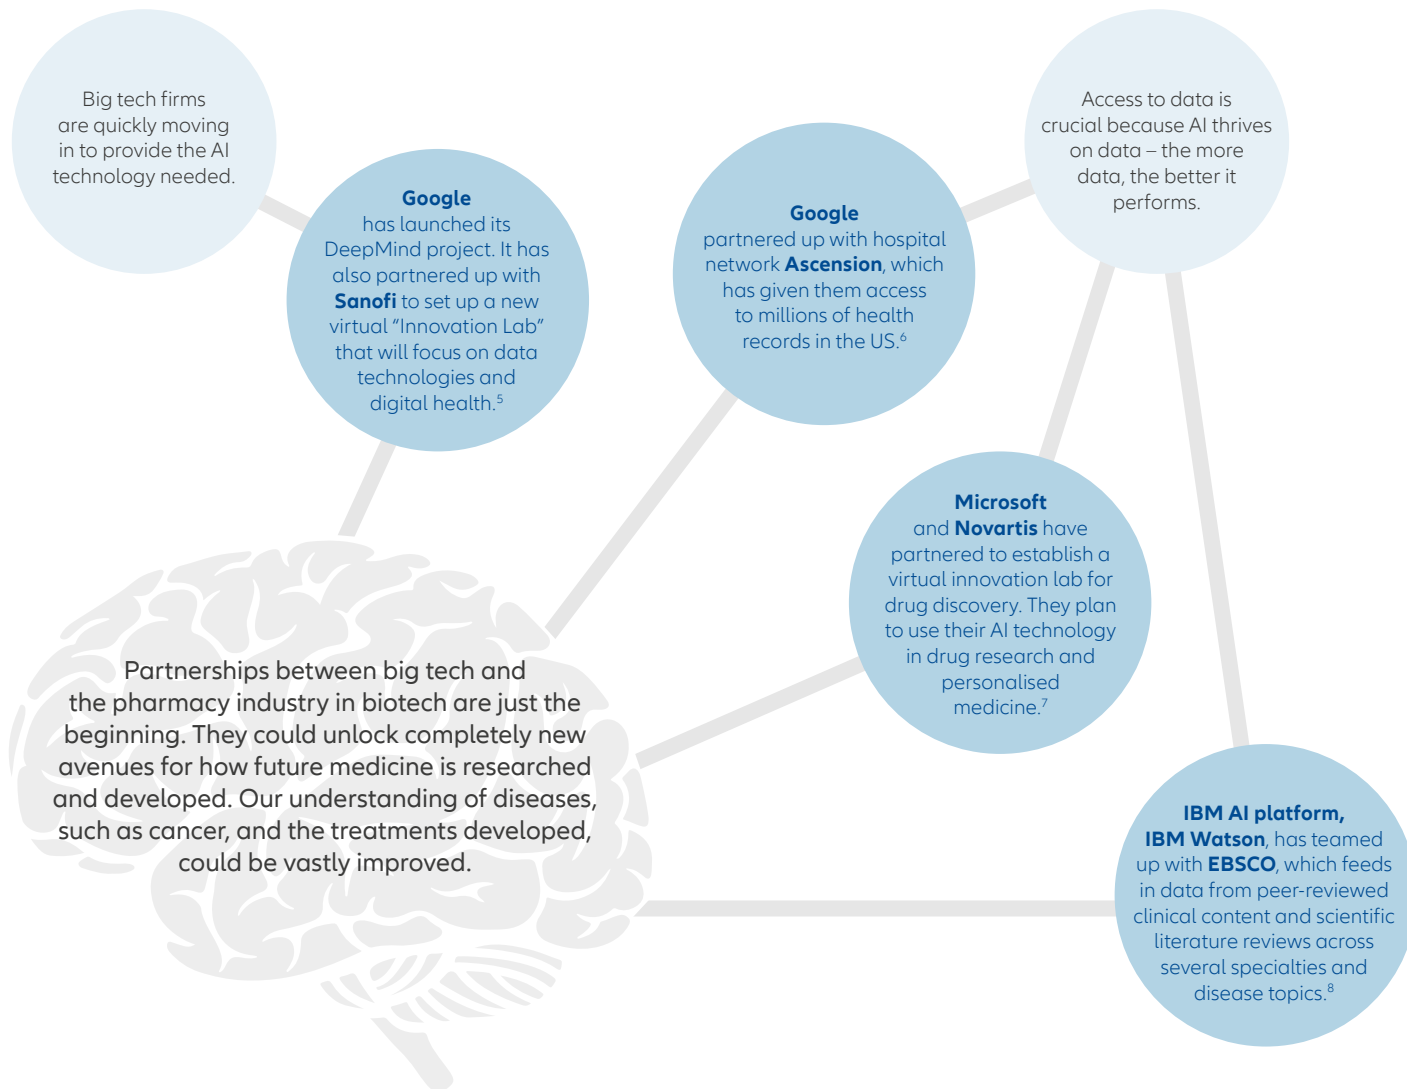 Big tech firms
are quickly moving
in to provide the AI
technology needed.
Google
has launched its
DeepMind project. It has
also partnered up with
Sanofi to set up a new
virtual “Innovation Lab”
that will focus on data
technologies and
digital health.5
Google
partnered up with hospital
network Ascension, which
has given them access
to millions of health
records in the US.6
Access to data is
crucial because AI thrives
on data – the more
data, the better it
performs.
Microsoft
and Novartis have
partnered to establish a
virtual innovation lab for
drug discovery. They plan
to use their AI technology
in drug research and
personalised
medicine.7
Partnerships between big tech and
the pharmacy industry in biotech are just the
beginning. They could unlock completely new
avenues for how future medicine is researched
and developed. Our understanding of diseases,
such as cancer, and the treatments developed,
could be vastly improved.
IBM AI platform,
IBM Watson, has teamed
up with EBSCO, which feeds
in data from peer-reviewed
clinical content and scientific
literature reviews across
several specialties and
disease topics.8